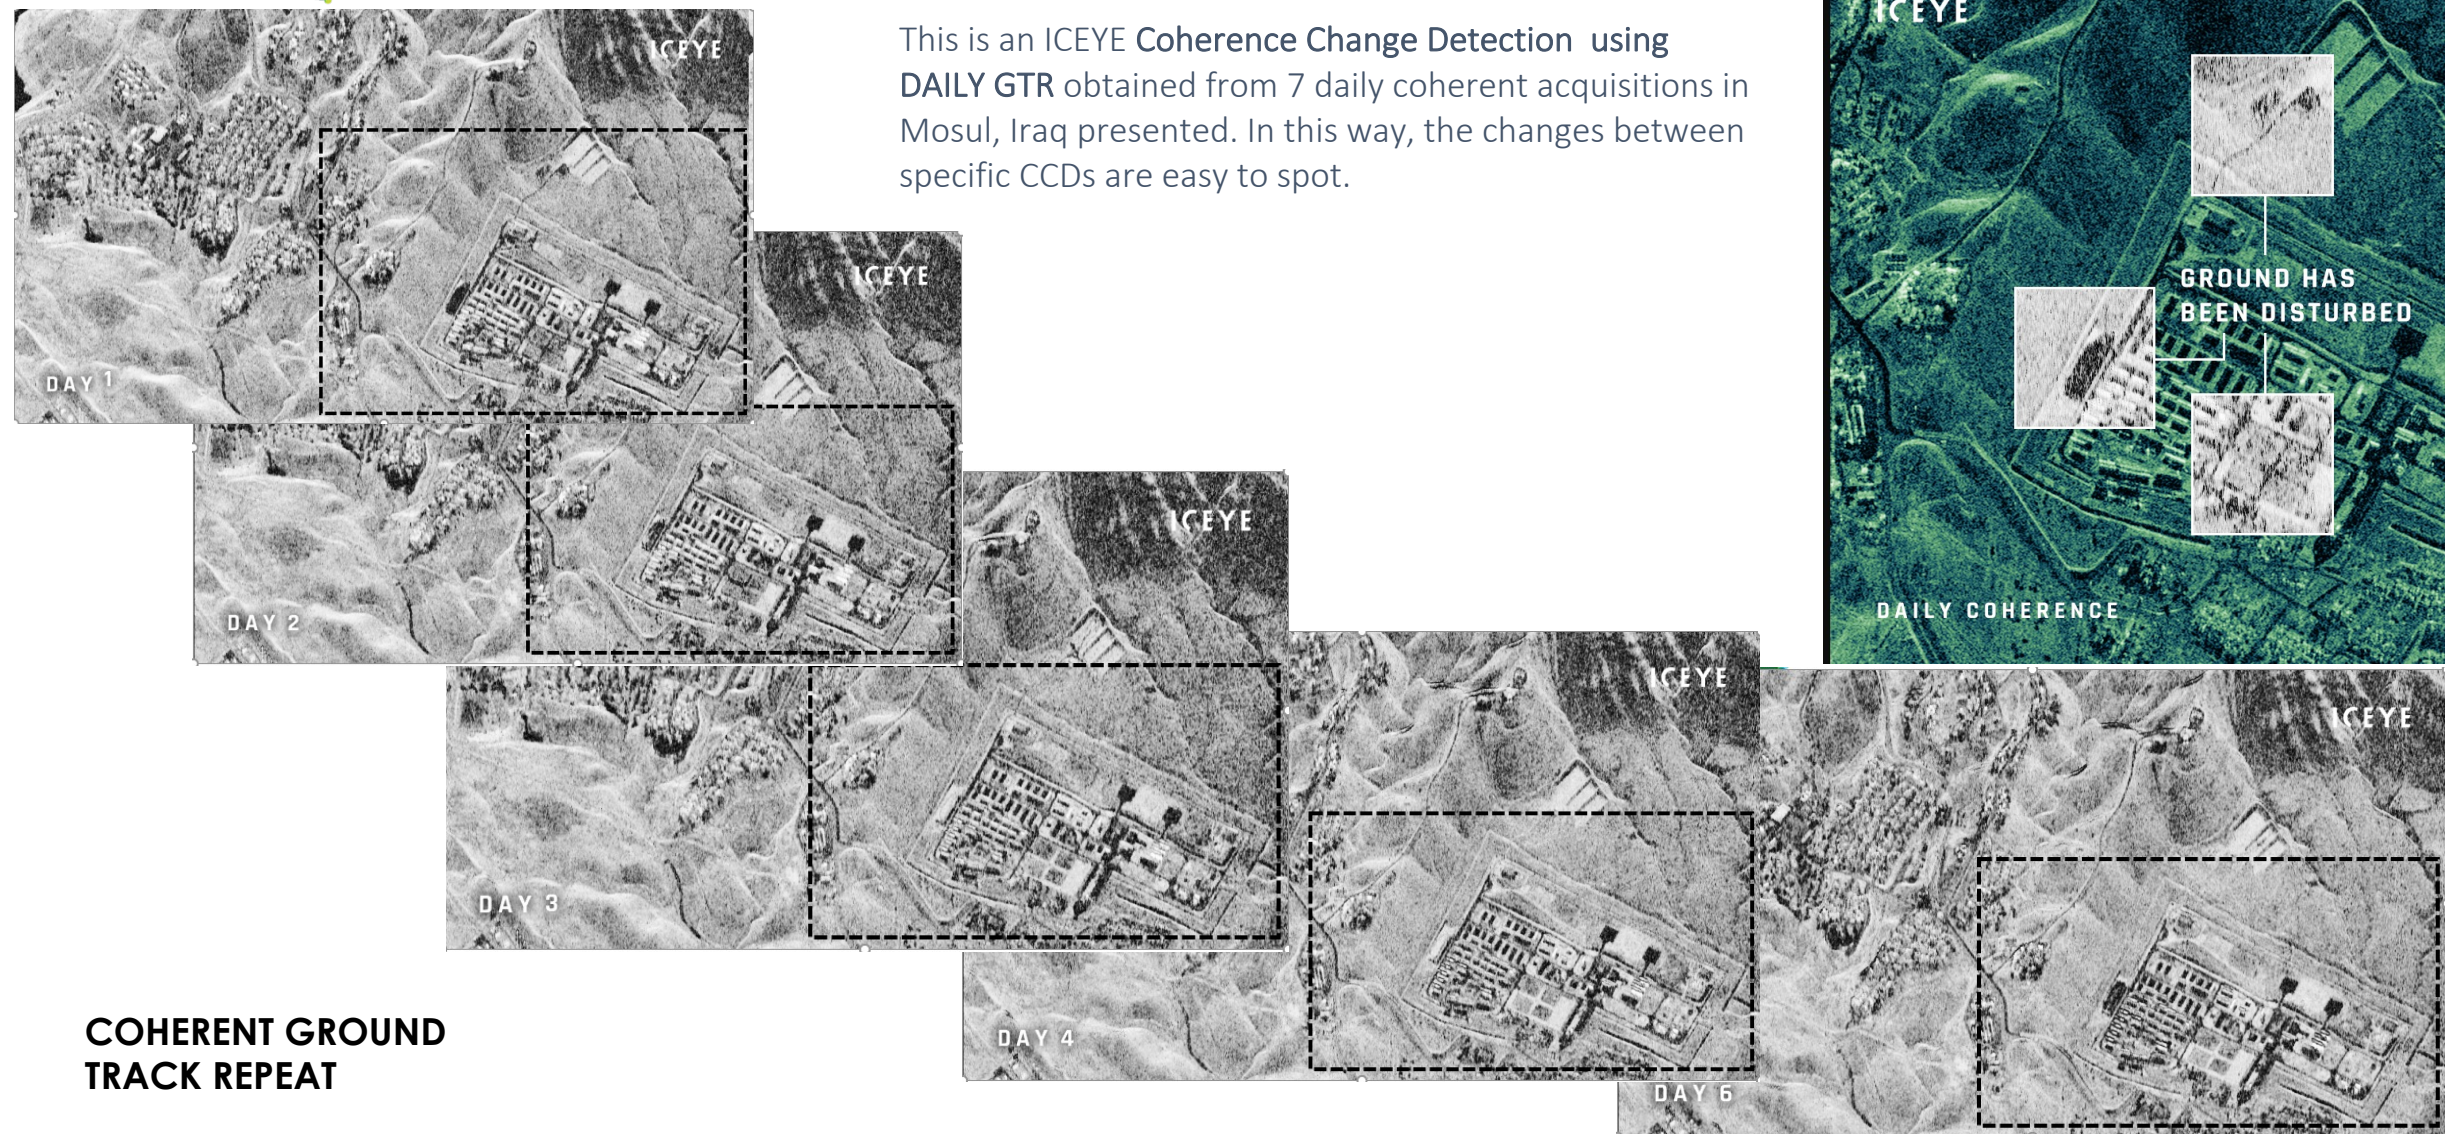 ICEYE
DAY 1
This is an ICEYE Coherence Change Detection using
DAILY GTR obtained from 7 daily coherent acquisitions in
Mosul, Iraq presented. In this way, the changes between
specific CCDs are easy to spot.
ICEYE
GROUND HAS
BEEN DISTURBED
DAILY COHERENCE
ICEYE
DAY 2
ICEYE
DAY 3
ICEYE
DAY 4
ICEYE
DAY 6
COHERENT GROUND
TRACK REPEAT